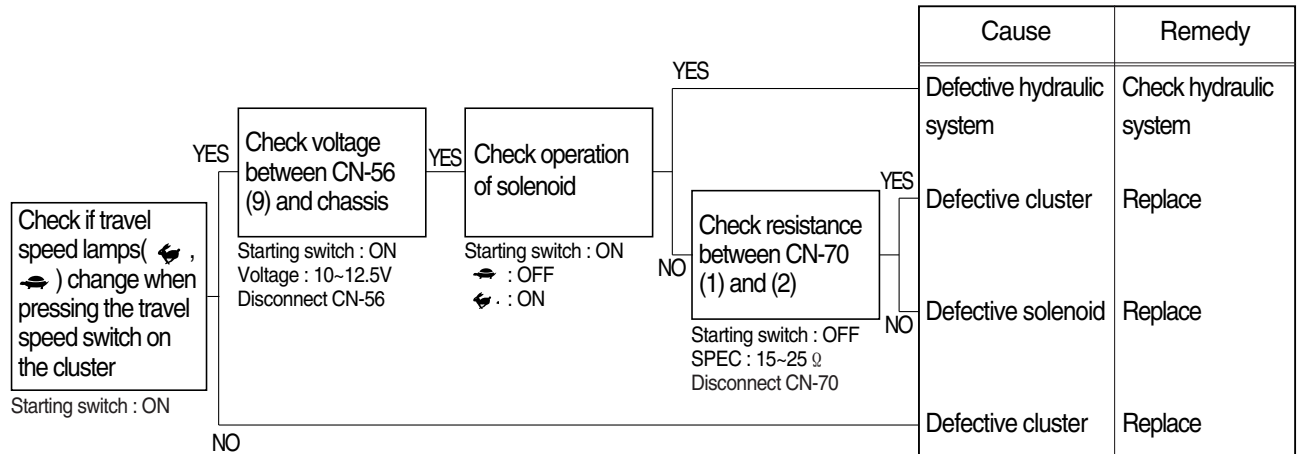 Cause
Remedy
YES
Defective hydraulic
system
Check hydraulic
system
YES
Check voltage
between CN-56
(9) and chassis
Starting switch : ON
Voltage : 10~12.5V
Disconnect CN-56
YES
Check operation
of solenoid
Starting switch : ON
: OFF
: ON
NO
Check resistance
between CN-70
(1) and (2)
Starting switch : OFF
SPEC : 15~25 Ω
Disconnect CN-70
YES
Defective cluster
Replace
NO
Defective solenoid
Replace
Check if travel
speed lamps( ,
) change when
pressing the travel
speed switch on
the cluster
Starting switch : ON
NO
Defective cluster
Replace